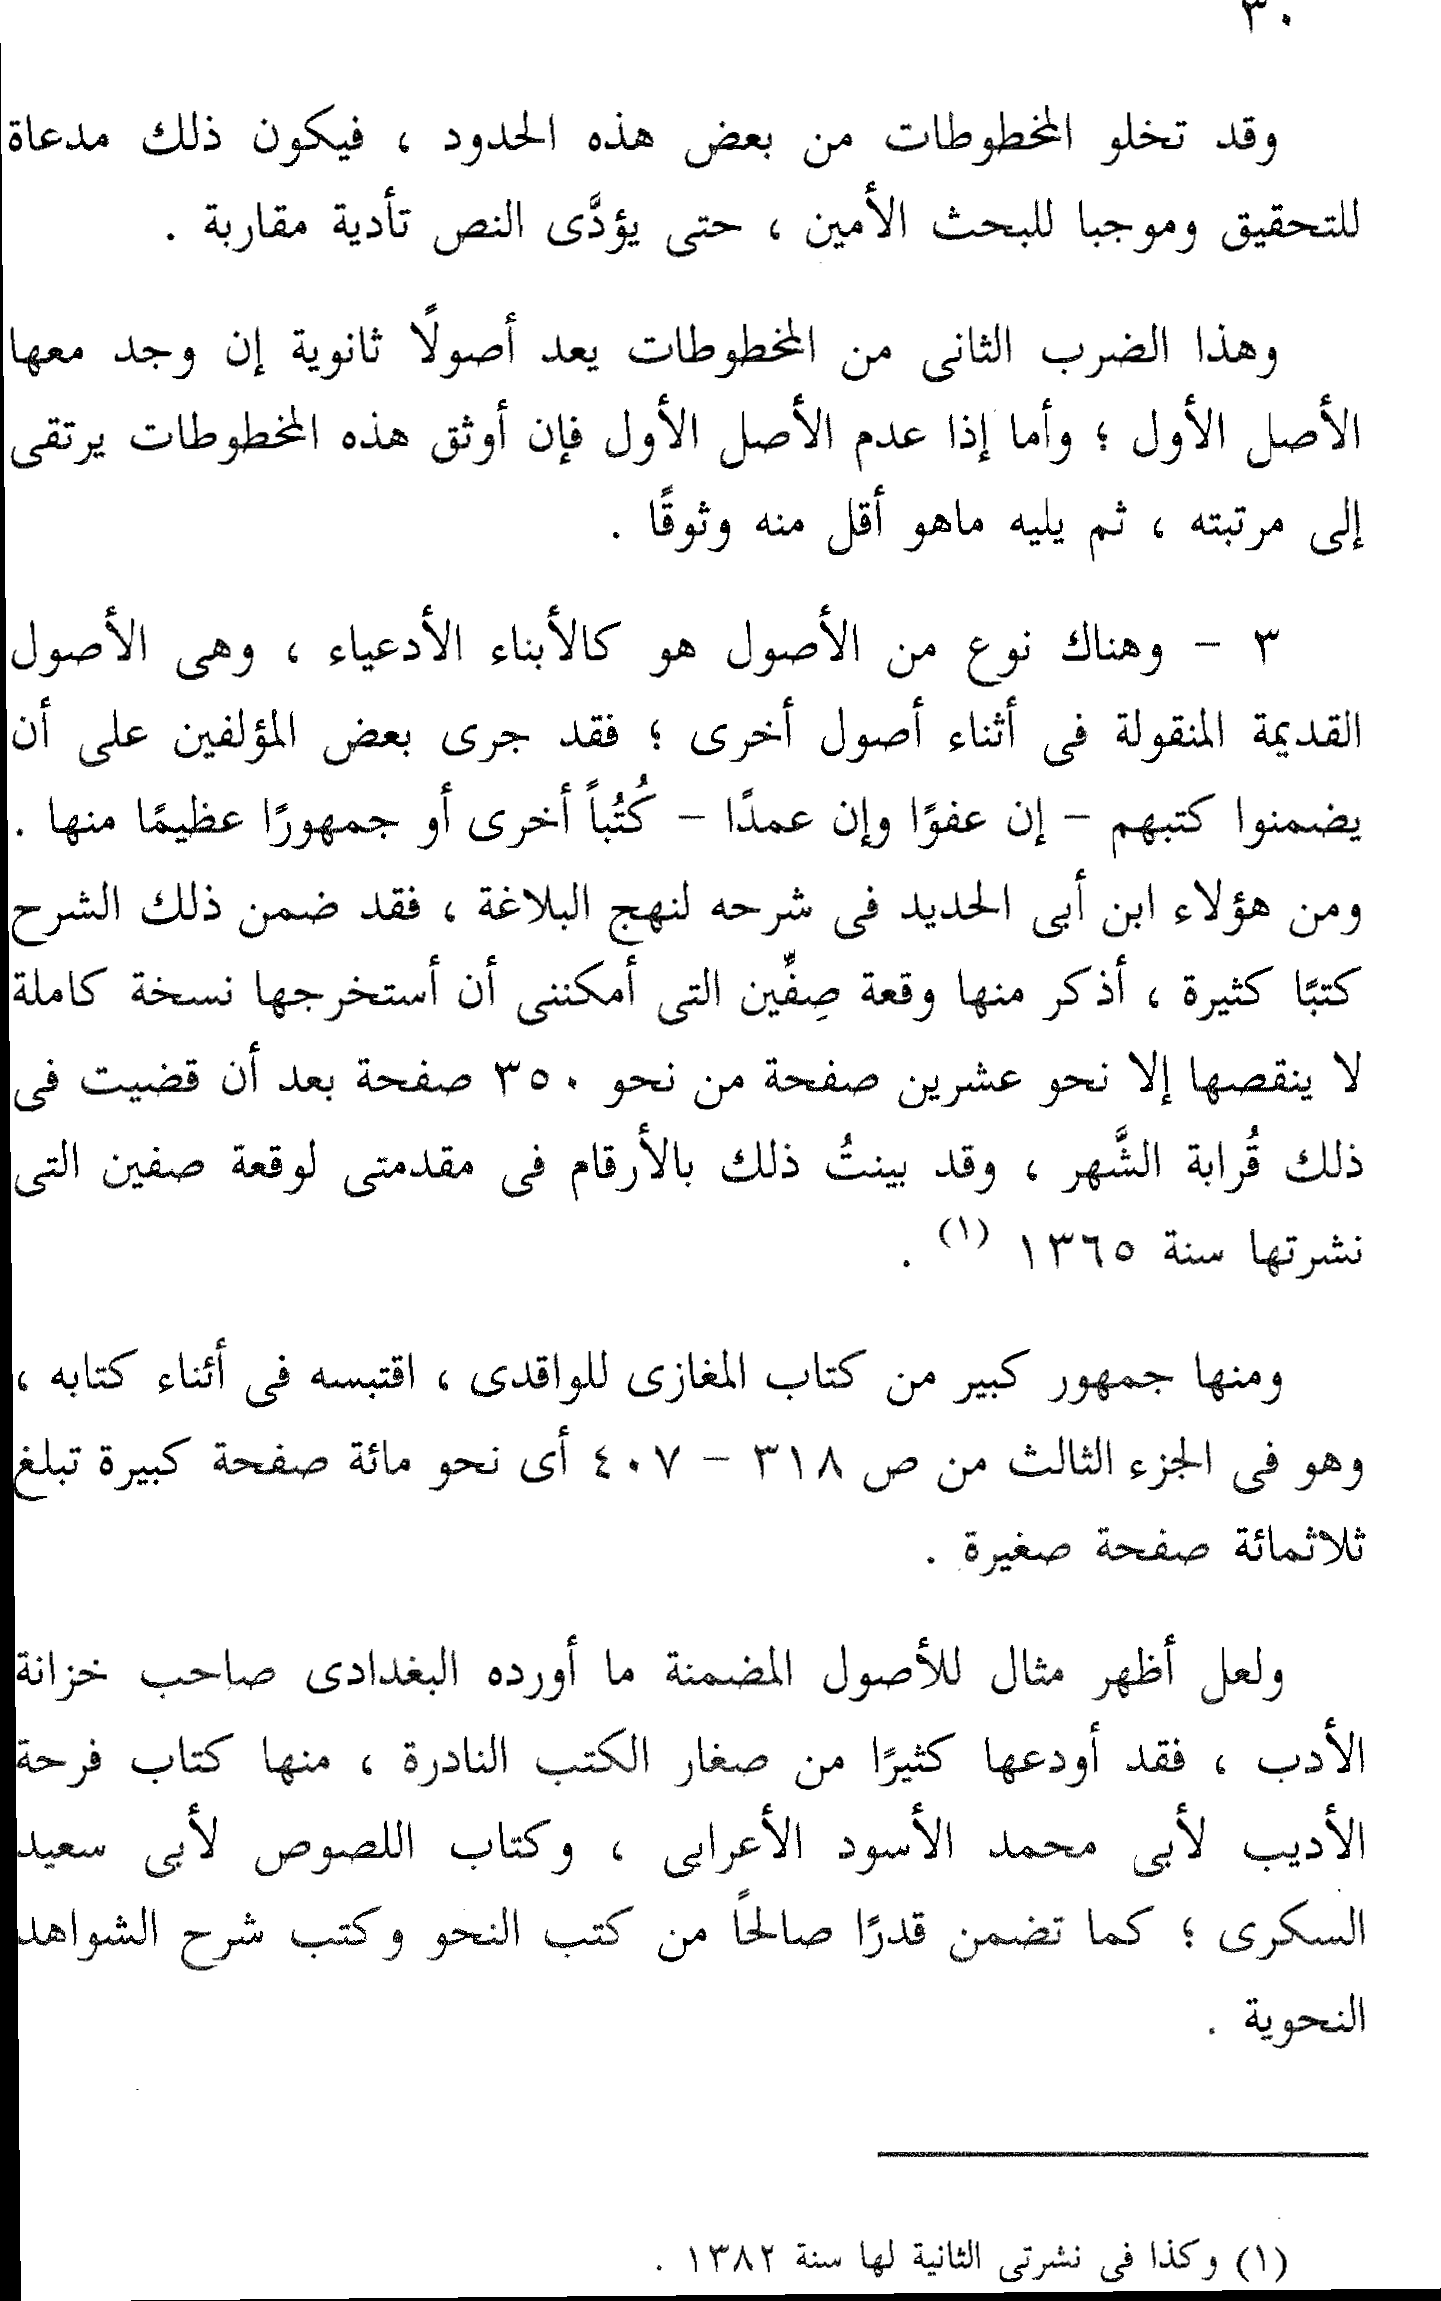 ٣٠
وقد تخلو المخطوطات من بعض هذه الحدود ، فيكون ذلك مدعاة
للتحقيق وموجبا للبحث الأمين ، حتى يؤدَّى النص تأدية مقاربة .
وهذا الضرب الثانى من المخطوطات يعد أصولًا ثانوية إن وجد معها
الأصل الأول ؛ وأما إذا عدم الأصل الأول فإن أوثق هذه المخطوطات يرتقى
إلى مرتبته ، ثم يليه ماهو أقل منه وثوقًا .
٣ – وهناك نوع من الأصول هو كالأبناء الأدعياء ، وهى الأصول
القديمة المنقولة فى أثناء أصول أخرى ؛ فقد جرى بعض المؤلفين على أن
يضمنوا كتبهم – إن عفوًا وإن عمدًا – كُتُباً أخرى أو جمهورًا عظيمًا منها .
ومن هؤلاء ابن أبى الحديد فى شرحه لنهج البلاغة ، فقد ضمن ذلك الشرح
كتبًا كثيرة ، أذكر منها وقعة صِفِّين التى أمكننى أن أستخرجها نسخة كاملة
لا ينقصها إلا نحو عشرين صفحة من نحو ٣٥٠ صفحة بعد أن قضيت فى
ذلك قُرابة الشَّهر ، وقد بينتُ ذلك بالأرقام فى مقدمتى لوقعة صفين التى
نشرتها سنة ١٣٦٥ (١) .
ومنها جمهور كبير من كتاب المغازى للواقدى ، اقتبسه فى أثناء كتابه ،
وهو فى الجزء الثالث من ص ٣١٨ – ٤٠٧ أى نحو مائة صفحة كبيرة تبلغ
ثلاثمائة صفحة صغيرة .
ولعل أظهر مثال للأصول المضمنة ما أورده البغدادى صاحب خزانة
الأدب ، فقد أودعها كثيرًا من صغار الكتب النادرة ، منها كتاب فرحة
الأديب لأبى محمد الأسود الأعرابى ، وكتاب اللصوص لأبى سعيد
السكرى ؛ كما تضمن قدرًا صالحاً من كتب النحو وكتب شرح الشواهد
النحوية .
(١) وكذا فى نشرتى الثانية لها سنة ١٣٨٢ .